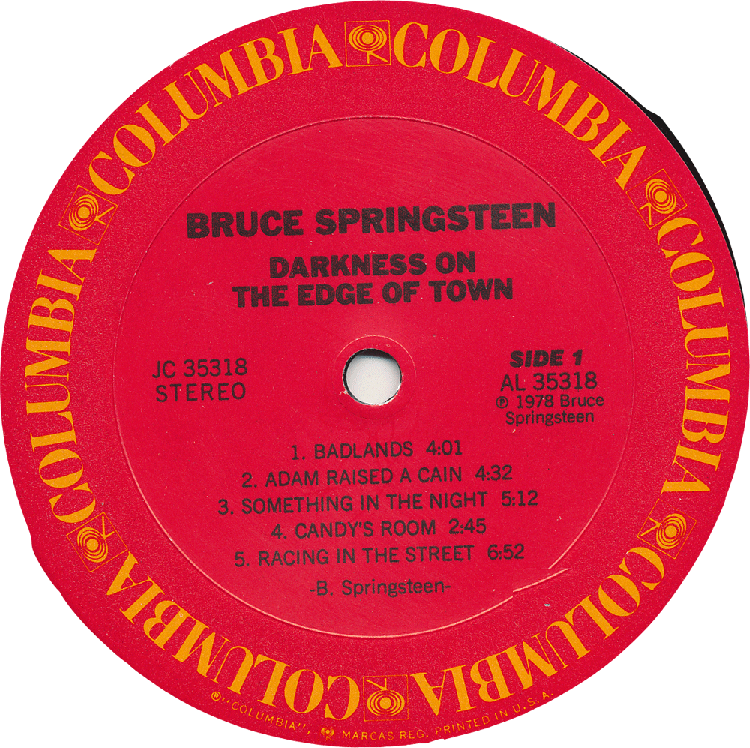 COLUMBIA COLUMBIA COLUMBIA COLUMBIA COLUMBIA COLUMBIA COLUMBIA COLUMBIA
BRUCE SPRINGSTEEN
DARKNESS ON
THE EDGE OF TOWN
JC 35318
STEREO
SIDE 1
AL 35318
℗ 1978 Bruce
Springsteen
1. BADLANDS 4:01
2. ADAM RAISED A CAIN 4:32
3. SOMETHING IN THE NIGHT 5:12
4. CANDY'S ROOM 2:45
5. RACING IN THE STREET 6:52
-B. Springsteen-
® "COLUMBIA", MARCAS REG. PRINTED IN U.S.A.